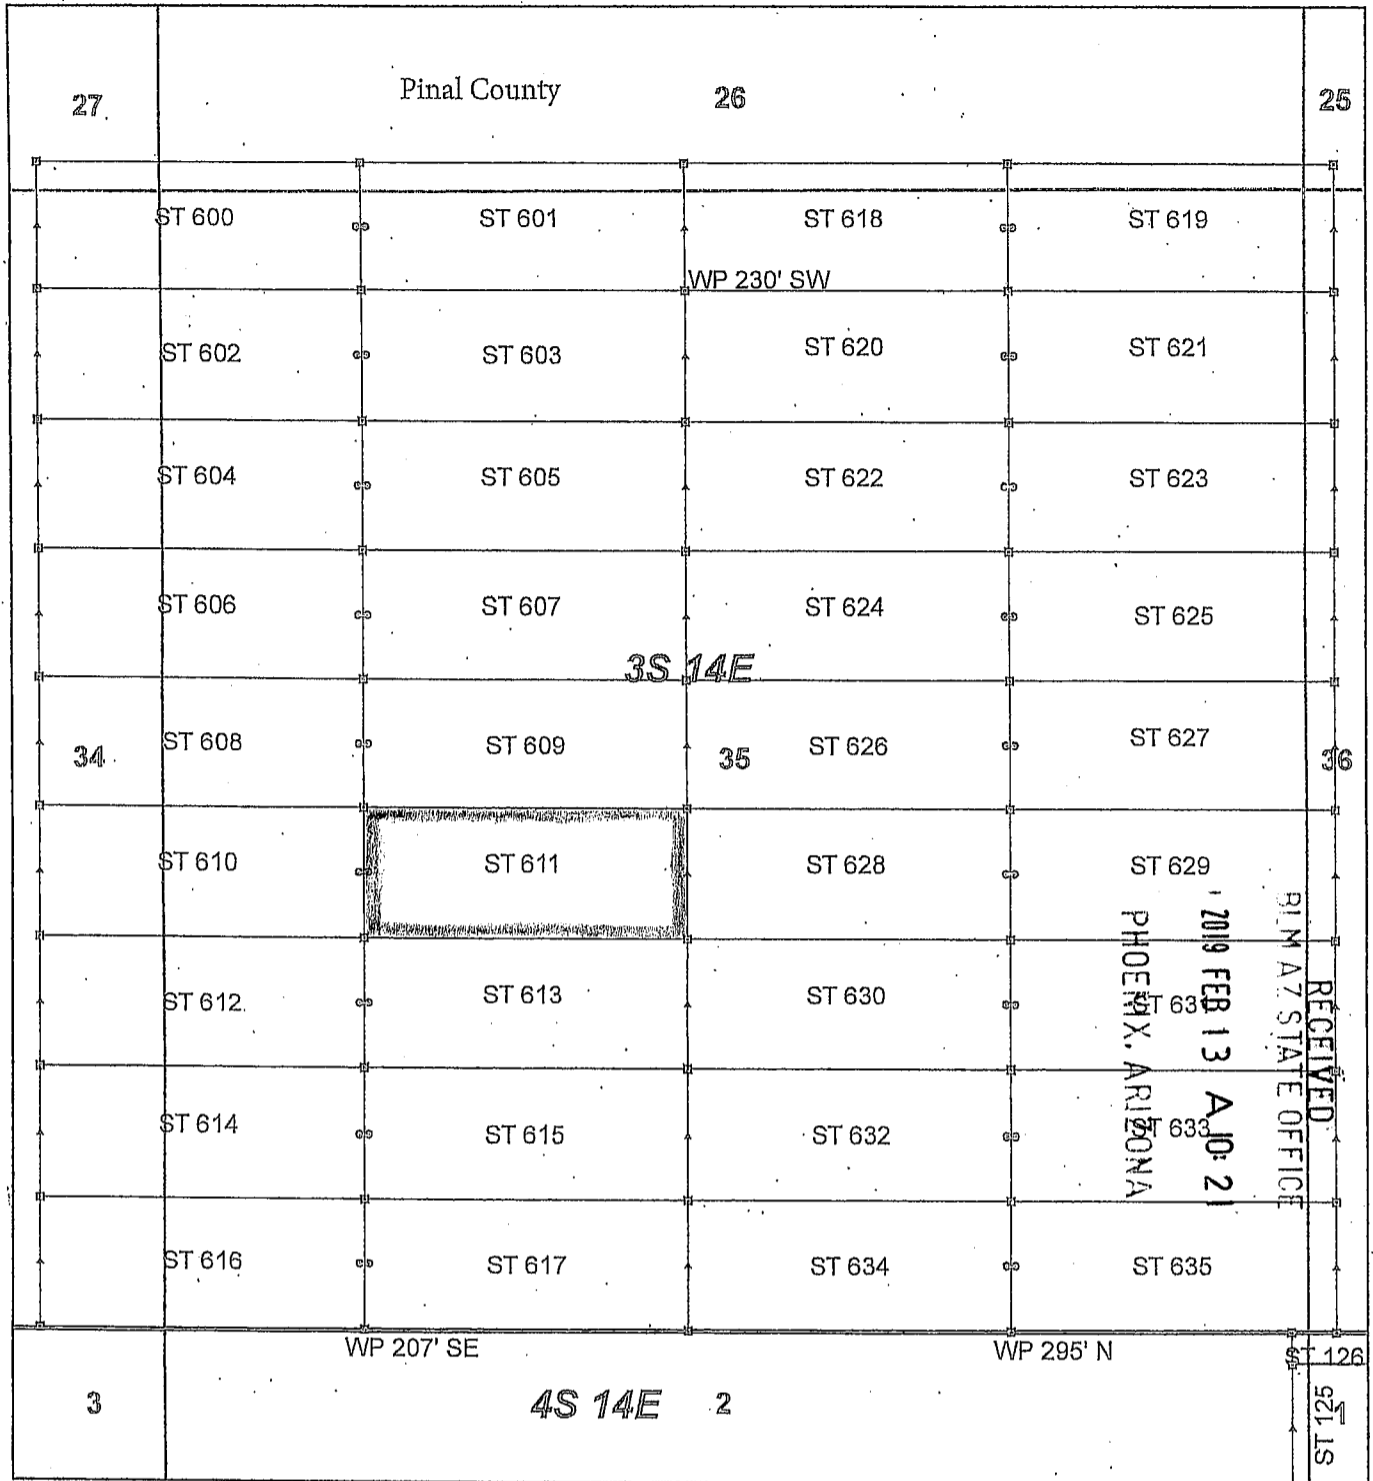 27
Pinal County
26
25
ST 600
ST 601
ST 618
ST 619
WP 230' SW
ST 602
ST 603
ST 620
ST 621
ST 604
ST 605
ST 622
ST 623
ST 606
ST 607
ST 624
ST 625
3S 14E
34
ST 608
ST 609
35
ST 626
ST 627
36
ST 610
ST 611
ST 628
ST 629
ST 612
ST 613
ST 630
ST 631
ST 614
ST 615
ST 632
ST 633
ST 616
ST 617
ST 634
ST 635
RECEIVED
BLM AZ STATE OFFICE
2019 FEB 13 A 10: 21
PHOENIX, ARIZONA
WP 207' SE
WP 295' N
ST 126
3
4S 14E
2
ST 125
1